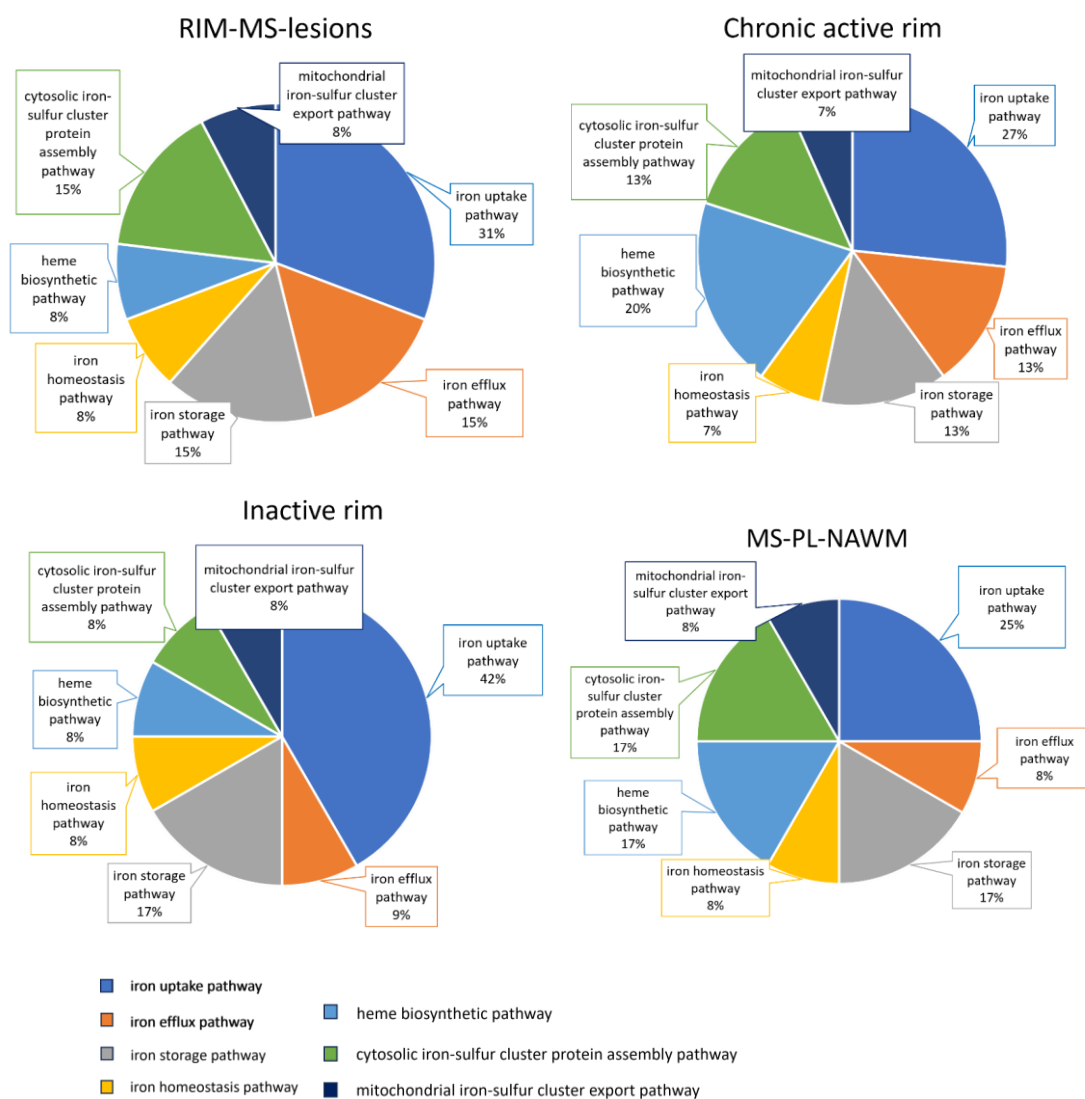 RIM-MS-lesions
mitochondrial
iron-sulfur cluster
export pathway
8%
cytosolic iron-
sulfur cluster
protein
assembly
pathway
15%
iron uptake
pathway
31%
heme
biosynthetic
pathway
8%
iron
homeostasis
pathway
8%
iron storage
pathway
15%
iron efflux
pathway
15%
Chronic active rim
mitochondrial iron-sulfur
cluster export pathway
7%
iron uptake
pathway
27%
cytosolic iron-sulfur
cluster protein
assembly pathway
13%
heme
biosynthetic
pathway
20%
iron efflux
pathway
13%
iron
homeostasis
pathway
7%
iron storage
pathway
13%
Inactive rim
cytosolic iron-sulfur
cluster protein
assembly pathway
8%
mitochondrial iron-sulfur
cluster export pathway
8%
iron uptake
pathway
42%
heme
biosynthetic
pathway
8%
iron
homeostasis
pathway
8%
iron storage
pathway
17%
iron efflux
pathway
9%
MS-PL-NAWM
mitochondrial iron-
sulfur cluster export
pathway
8%
iron uptake
pathway
25%
cytosolic iron-
sulfur cluster
protein assembly
pathway
17%
iron efflux
pathway
8%
heme
biosynthetic
pathway
17%
iron homeostasis
pathway
8%
iron storage
pathway
17%
iron uptake pathway
iron efflux pathway
iron storage pathway
iron homeostasis pathway
heme biosynthetic pathway
cytosolic iron-sulfur cluster protein assembly pathway
mitochondrial iron-sulfur cluster export pathway